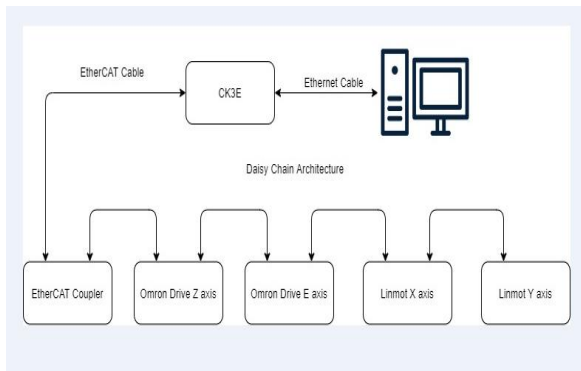 EtherCAT Cable
CK3E
Ethernet Cable
Daisy Chain Architecture
EtherCAT Coupler
Omron Drive Z axis
Omron Drive E axis
Linmot X axis
Linmot Y axis